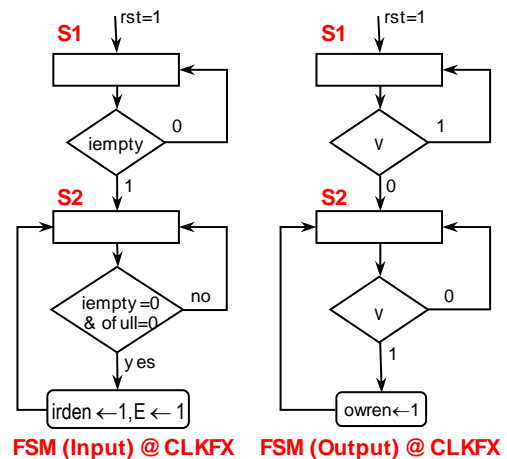 rst=1
S1
iempty
0
1
S2
iempty=0
& ofull=0
no
yes
irden ←1,E ← 1
FSM (Input) @ CLKFX
rst=1
S1
v
1
0
S2
v
0
1
owren←1
FSM (Output) @ CLKFX